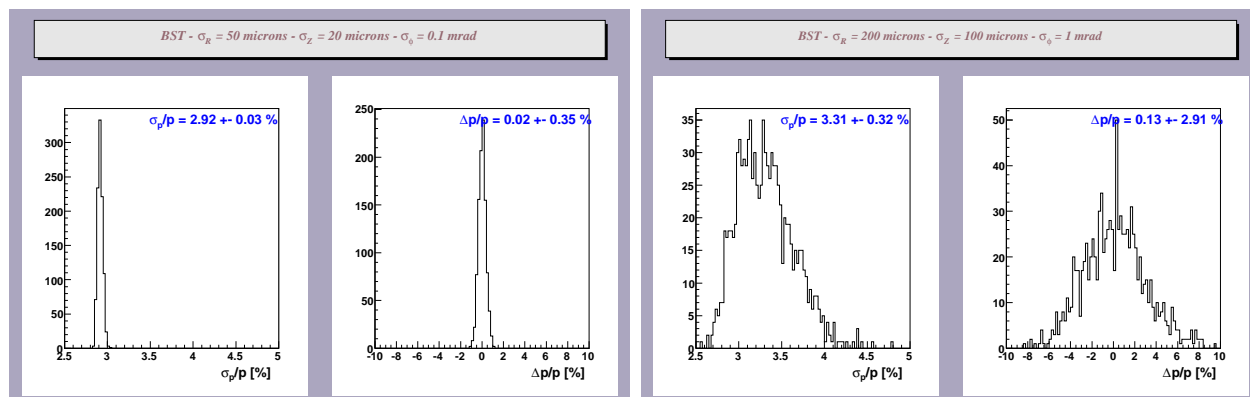 BST - σR = 50 microns - σZ = 20 microns - σθ = 0.1 mrad
σp/p = 2.92 +- 0.03 %
300
250
200
150
100
50
0
2.5 3 3.5 4 4.5 5
σp/p [%]
Δp/p = 0.02 +- 0.35 %
250
200
150
100
50
0
-10 -8 -6 -4 -2 0 2 4 6 8 10
Δp/p [%]
BST - σR = 200 microns - σZ = 100 microns - σθ = 1 mrad
σp/p = 3.31 +- 0.32 %
35
30
25
20
15
10
5
0
2.5 3 3.5 4 4.5 5
σp/p [%]
Δp/p = 0.13 +- 2.91 %
50
40
30
20
10
0
-10 -8 -6 -4 -2 0 2 4 6 8 10
Δp/p [%]